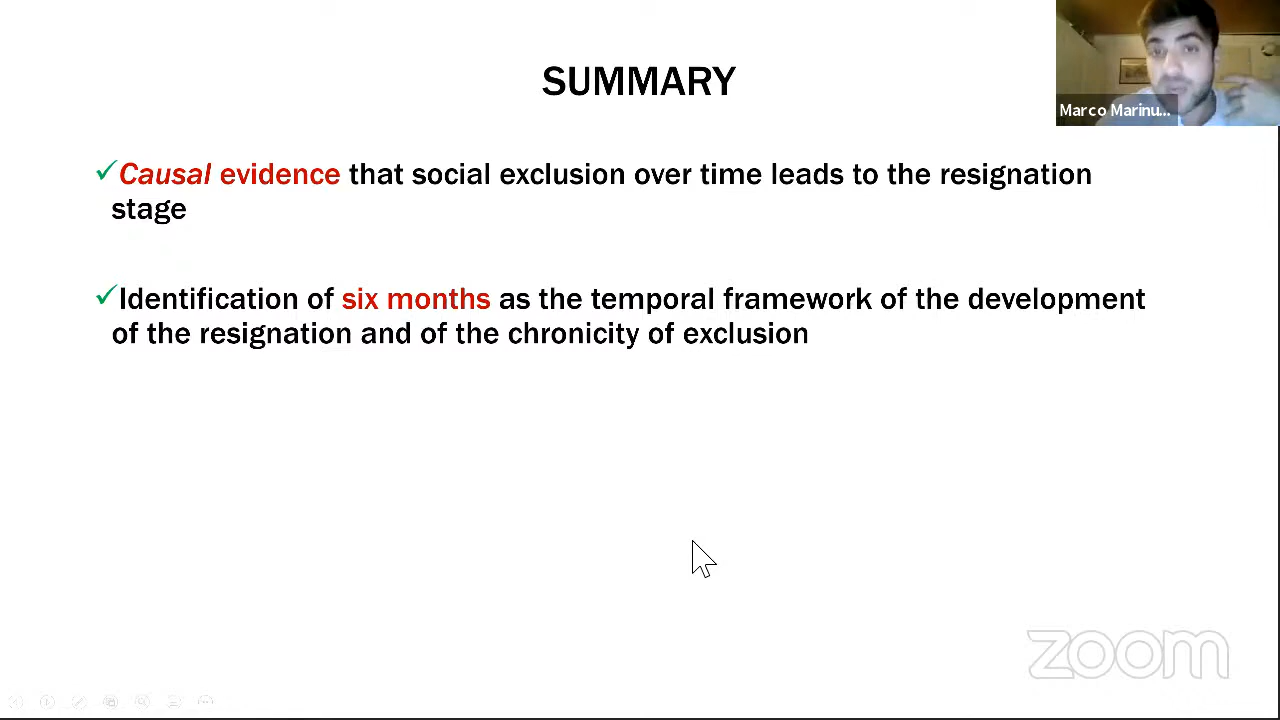 SUMMARY
Marco Marinu...
✓Causal evidence that social exclusion over time leads to the resignation
stage
✓Identification of six months as the temporal framework of the development
of the resignation and of the chronicity of exclusion
zoom